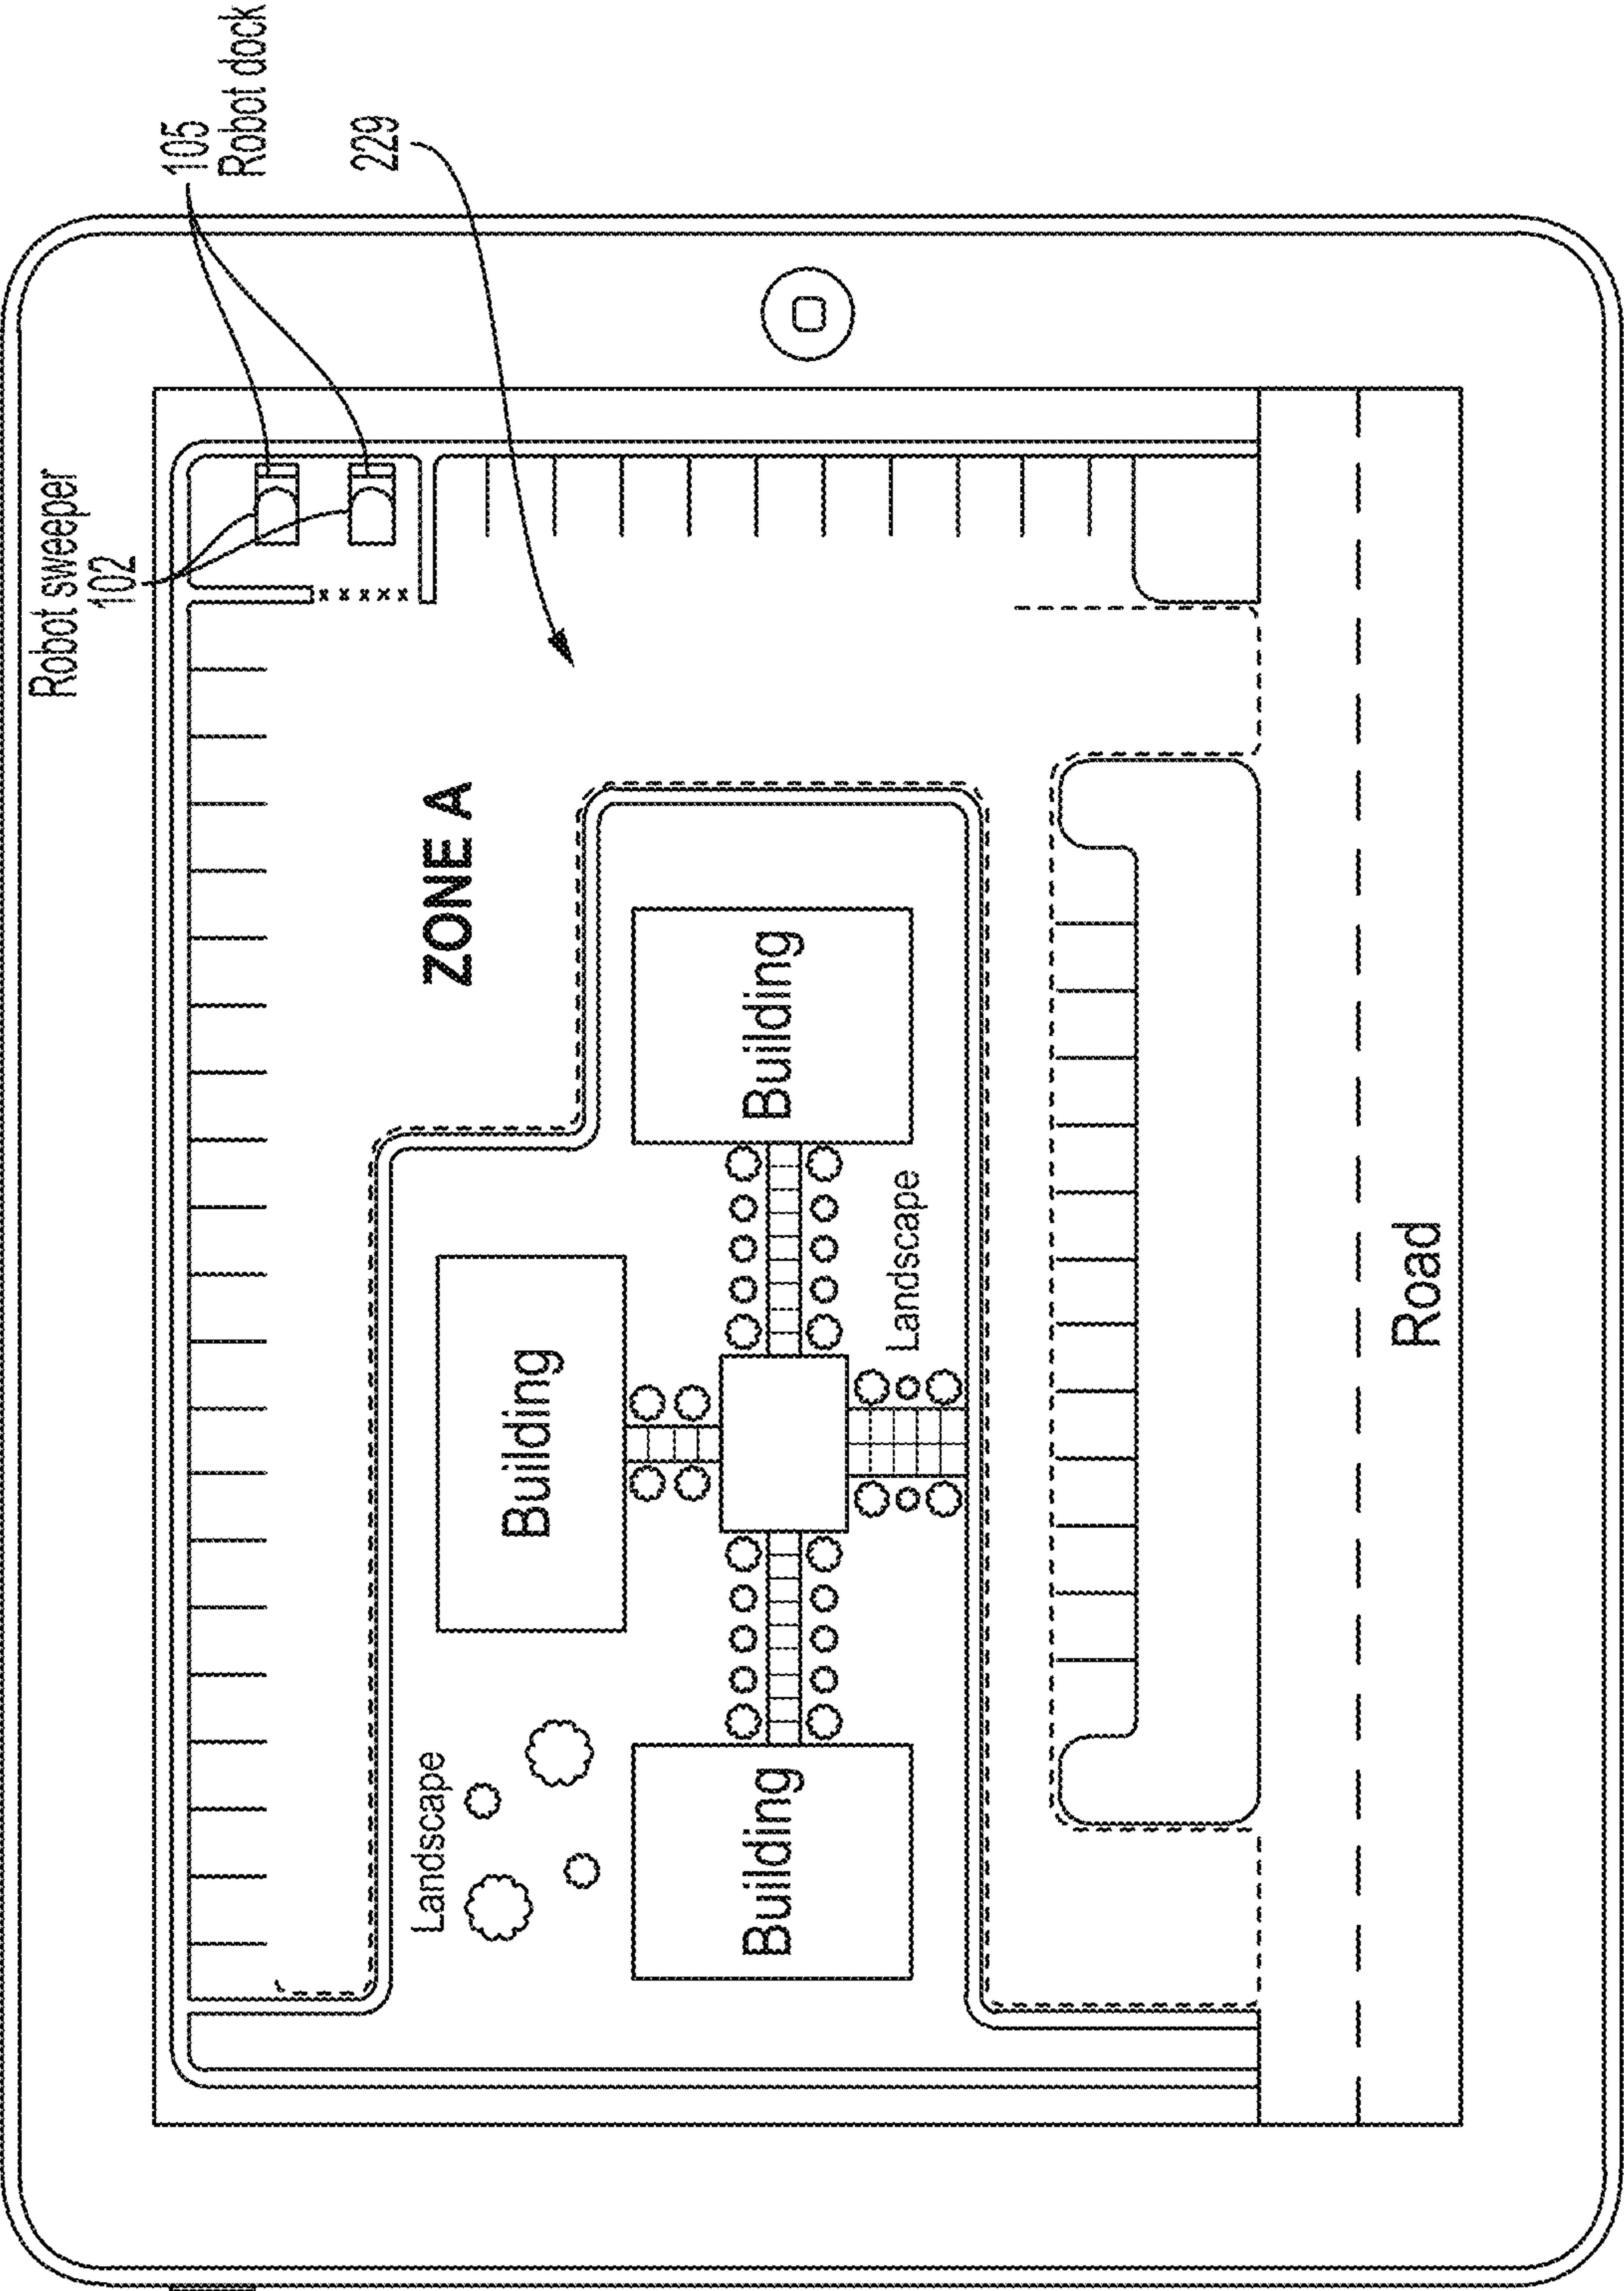 Robot sweeper
102
105
Robot dock
229
ZONE A
Landscape
Building
Building
Building
Landscape
Road